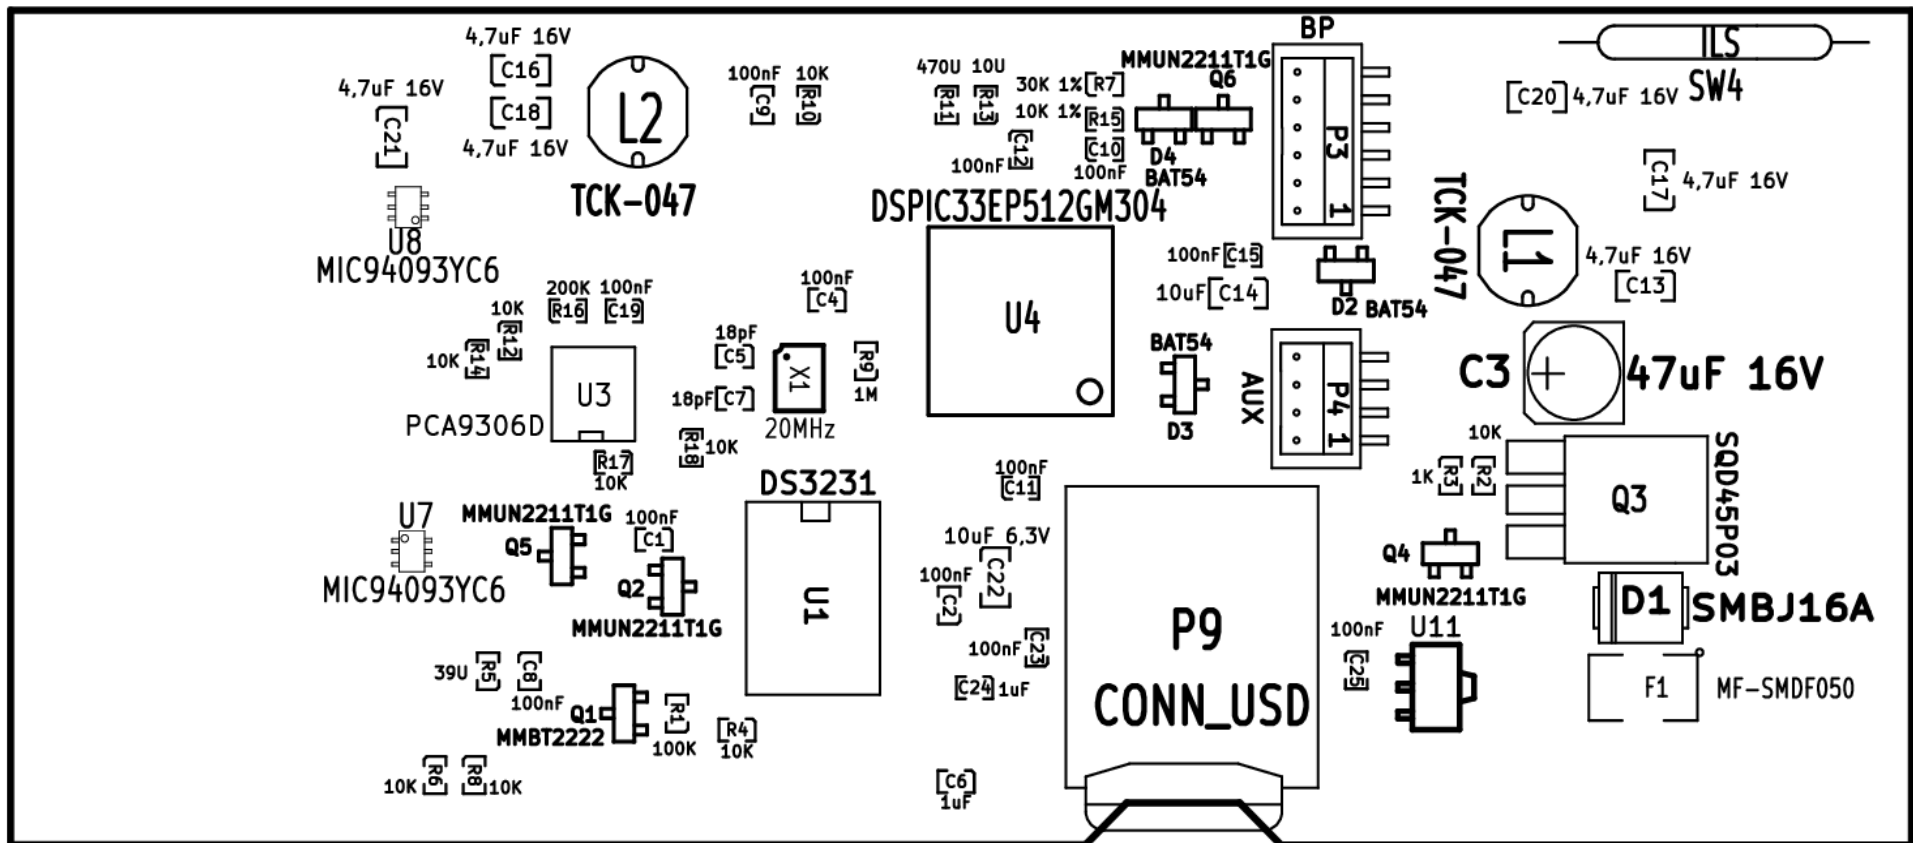 BP
ILS
SW4
4,7uF 16V
C16
C18
4,7uF 16V
4,7uF 16V
C21
L2
TCK-047
100nF
C9
10K
R10
470U
R11
10U
R13
30K 1%
R7
10K 1%
R15
C10
100nF
C12
100nF
MMUN2211T1G
Q6
D4
BAT54
P3
1
C20
4,7uF 16V
C17
4,7uF 16V
U8
MIC94093YC6
DSPIC33EP512GM304
U4
100nF
C15
10uF
C14
D2
BAT54
TCK-047
L1
4,7uF 16V
C13
200K
R16
100nF
C19
10K
R12
10K
R14
U3
PCA9306D
R17
10K
100nF
C4
18pF
C5
18pF
C7
X1
20MHz
R9
1M
R18
10K
BAT54
D3
AUX
P4
1
C3
47uF 16V
DS3231
U1
100nF
C11
10K
1K
R3
R2
Q3
SQD45P03
U7
MIC94093YC6
MMUN2211T1G
Q5
100nF
C1
Q2
MMUN2211T1G
10uF 6,3V
C22
100nF
C2
100nF
C23
C24
1uF
P9
CONN_USD
Q4
MMUN2211T1G
D1
SMBJ16A
U11
100nF
C25
F1
MF-SMDF050
39U
R5
C8
100nF
Q1
MMBT2222
R1
100K
R4
10K
10K
R6
R8
10K
C6
1uF